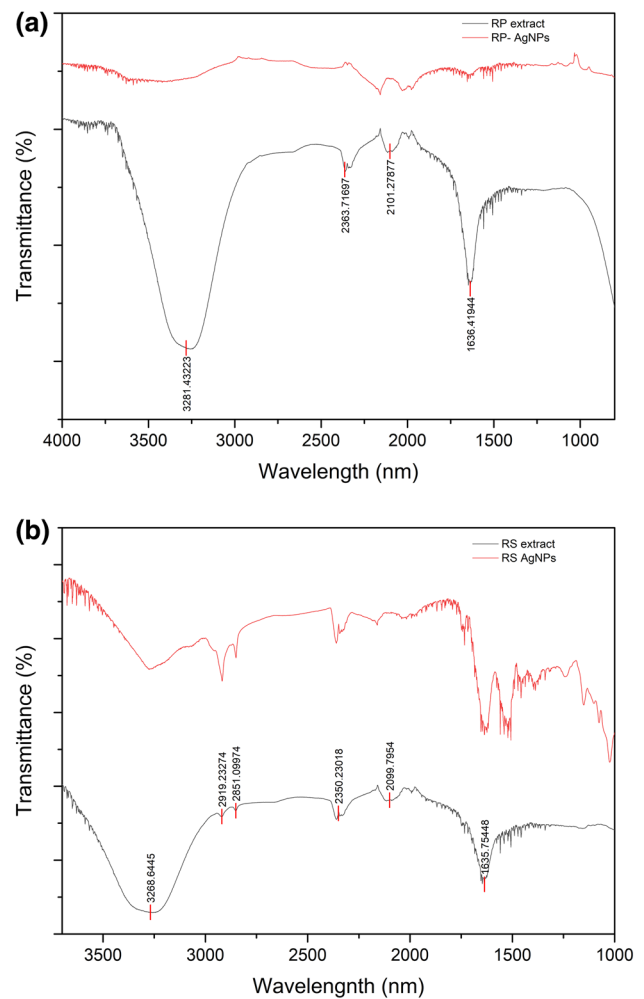 (a)
RP extract
RP- AgNPs
Transmittance (%)
3281.43223
2363.71697
2101.27877
1636.41944
4000 3500 3000 2500 2000 1500 1000
Wavelength (nm)
(b)
RS extract
RS AgNPs
Transmittance (%)
3268.6445
2919.23274
2851.09974
2350.23018
2099.7954
1635.75448
3500 3000 2500 2000 1500 1000
Wavelengnth (nm)